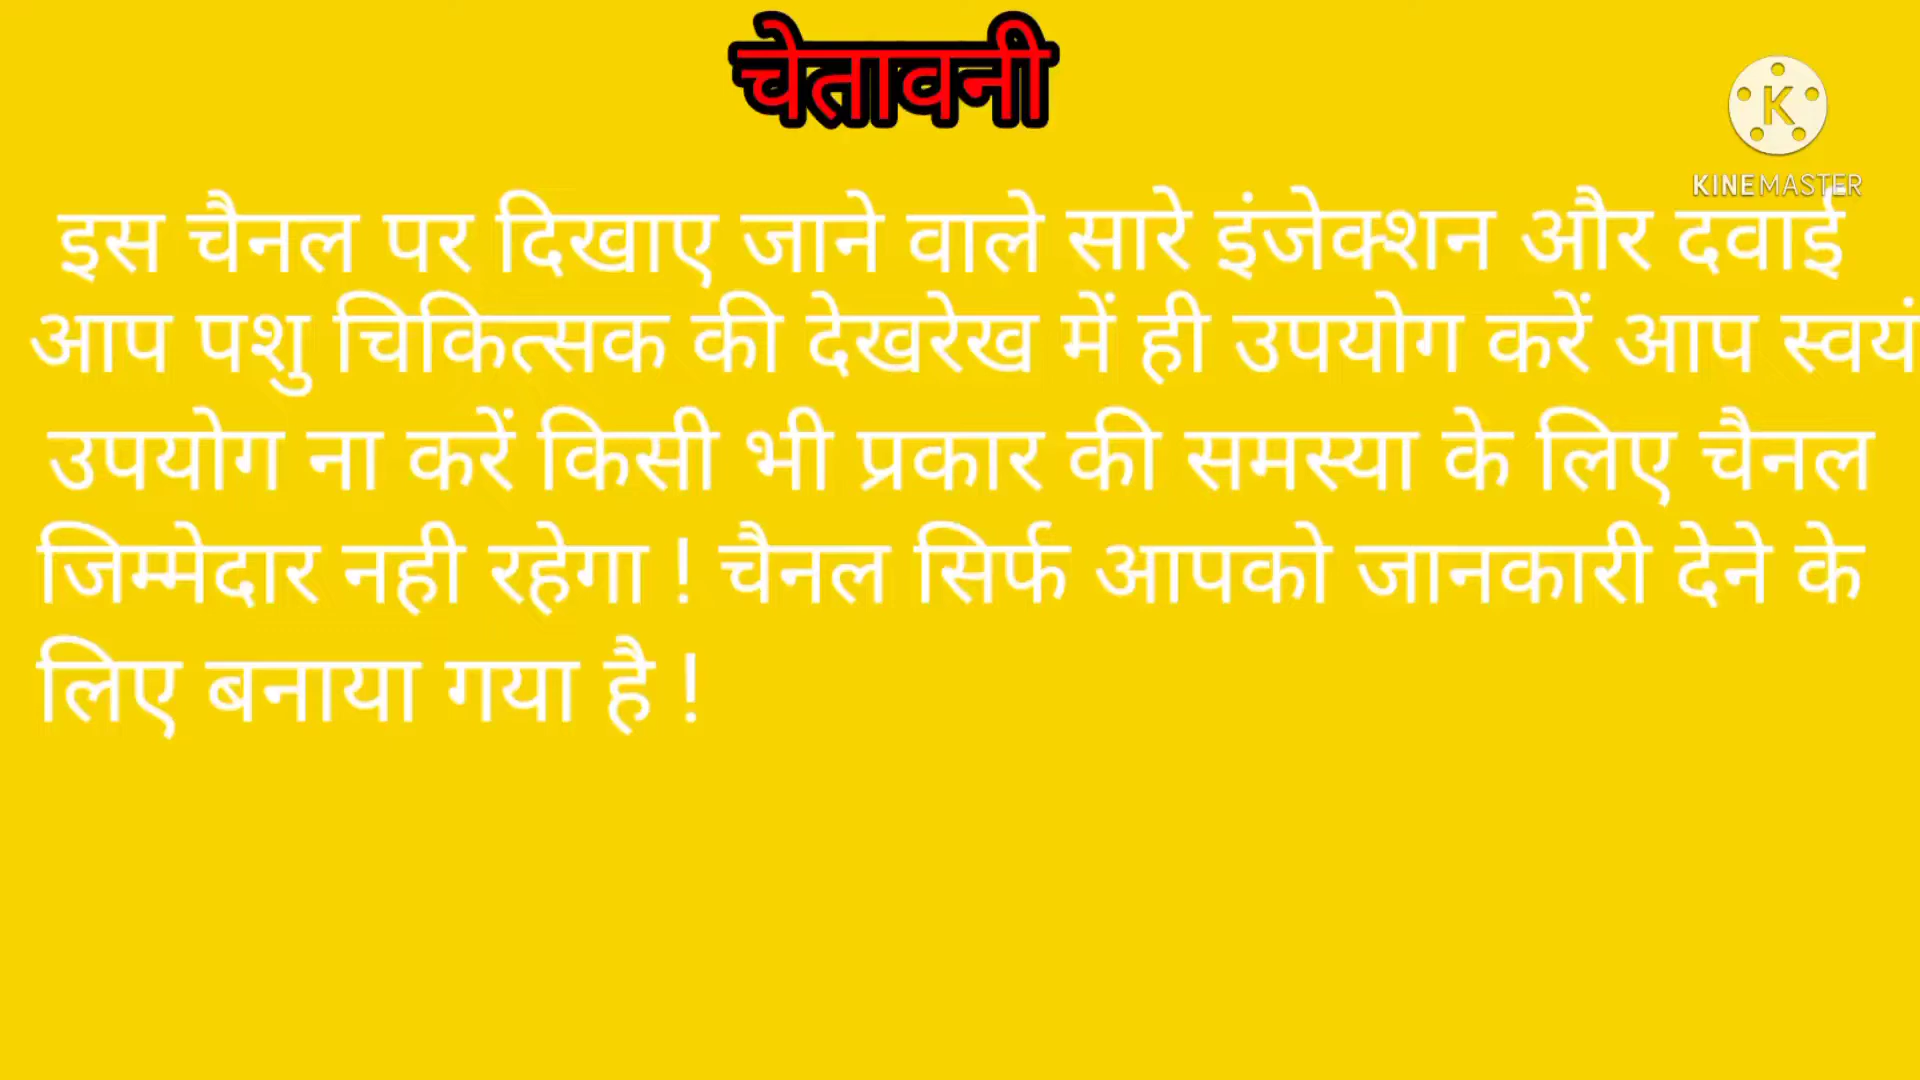 चेतावनी
KINEMASTER
इस चैनल पर दिखाए जाने वाले सारे इंजेक्शन और दवाई
आप पशु चिकित्सक की देखरेख में ही उपयोग करें आप स्वयं
उपयोग ना करें किसी भी प्रकार की समस्या के लिए चैनल
जिम्मेदार नही रहेगा ! चैनल सिर्फ आपको जानकारी देने के
लिए बनाया गया है !